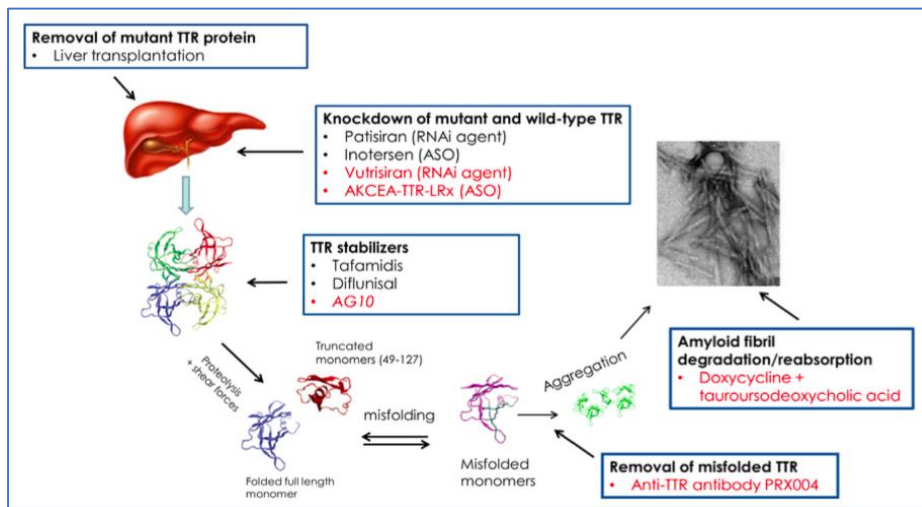 Removal of mutant TTR protein
• Liver transplantation
Knockdown of mutant and wild-type TTR
• Patisiran (RNAi agent)
• Inotersen (ASO)
• Vutrisiran (RNAi agent)
• AKCEA-TTR-LRx (ASO)
TTR stabilizers
• Tafamidis
• Diflunisal
• AG10
Proteolysis
+ shear forces
Truncated
monomers (49-127)
Folded full length
monomer
misfolding
Misfolded
monomers
Aggregation
Amyloid fibril
degradation/reabsorption
• Doxycycline +
tauroursodeoxycholic acid
Removal of misfolded TTR
• Anti-TTR antibody PRX004